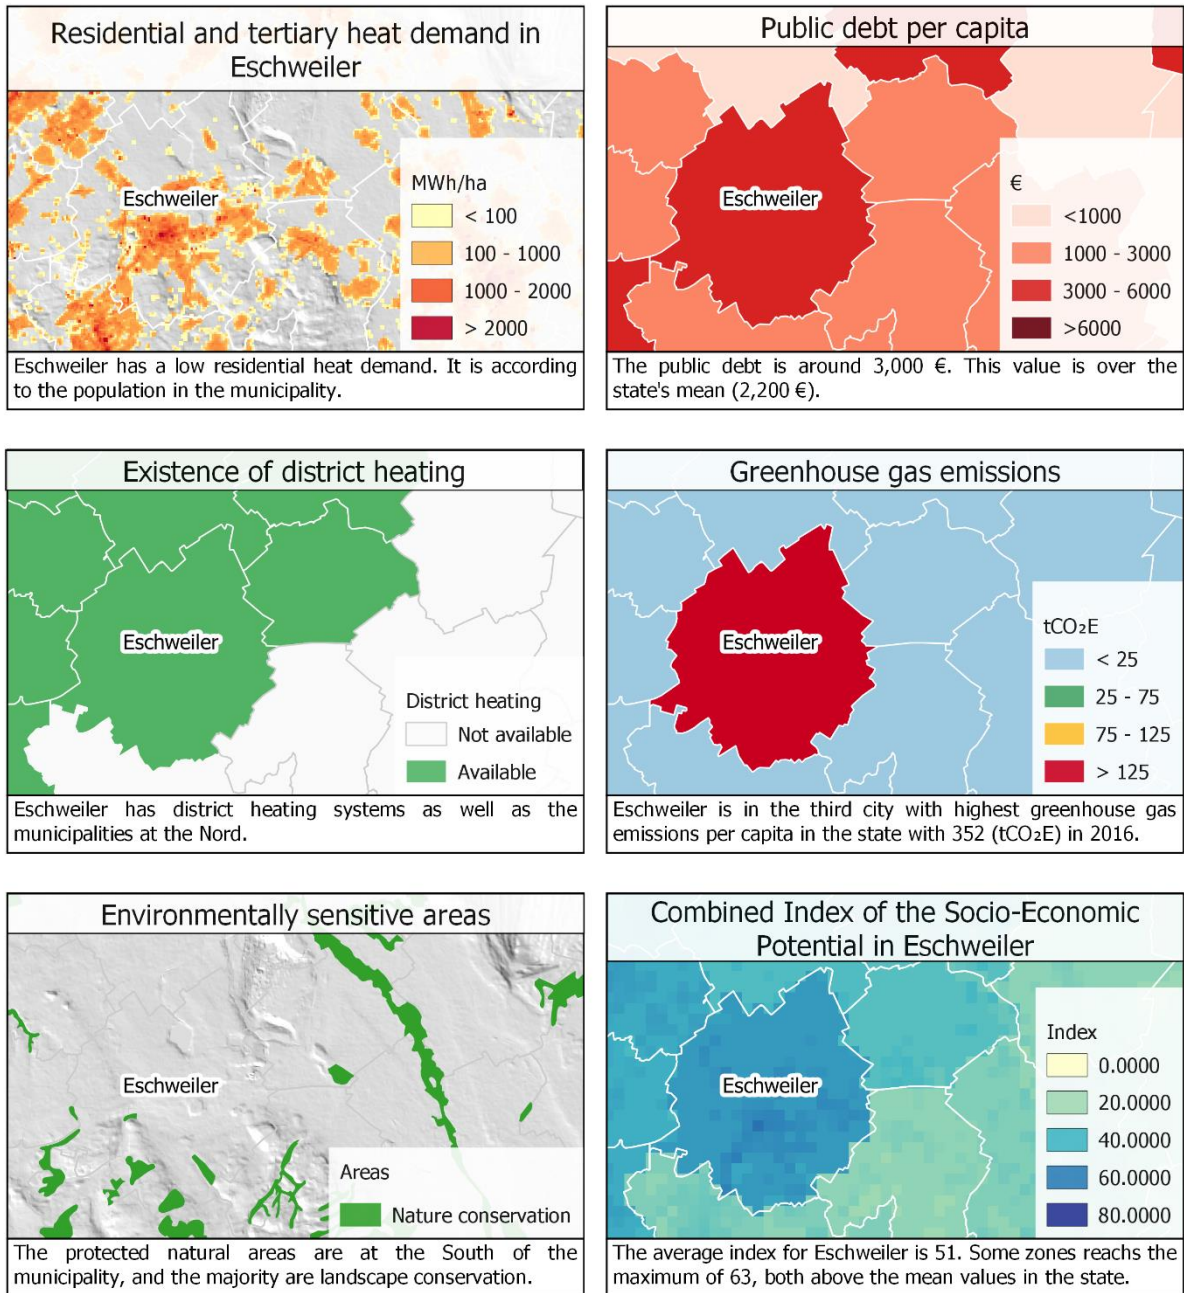 Residential and tertiary heat demand in
Eschweiler
Eschweiler
MWh/ha
< 100
100 - 1000
1000 - 2000
> 2000
Eschweiler has a low residential heat demand. It is according
to the population in the municipality.
Public debt per capita
Eschweiler
€
<1000
1000 - 3000
3000 - 6000
>6000
The public debt is around 3,000 €. This value is over the
state's mean (2,200 €).
Existence of district heating
Eschweiler
District heating
Not available
Available
Eschweiler has district heating systems as well as the
municipalities at the Nord.
Greenhouse gas emissions
Eschweiler
tCO₂E
< 25
25 - 75
75 - 125
> 125
Eschweiler is in the third city with highest greenhouse gas
emissions per capita in the state with 352 (tCO₂E) in 2016.
Environmentally sensitive areas
Eschweiler
Areas
Nature conservation
The protected natural areas are at the South of the
municipality, and the majority are landscape conservation.
Combined Index of the Socio-Economic
Potential in Eschweiler
Eschweiler
Index
0.0000
20.0000
40.0000
60.0000
80.0000
The average index for Eschweiler is 51. Some zones reachs the
maximum of 63, both above the mean values in the state.